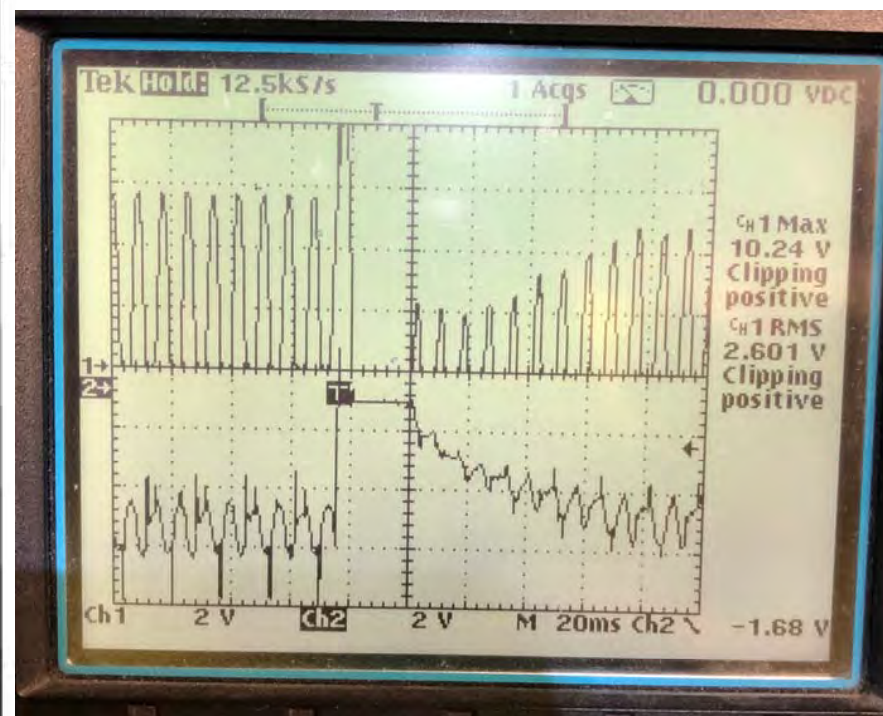 Tek Hold: 12.5kS/s 1 Acqs 0.000 VDC
T
CH1 Max
10.24 V
Clipping
positive
CH1 RMS
2.601 V
Clipping
positive
1→
2→
T
Ch1 2 V Ch2 2 V M 20ms Ch2 -1.68 V